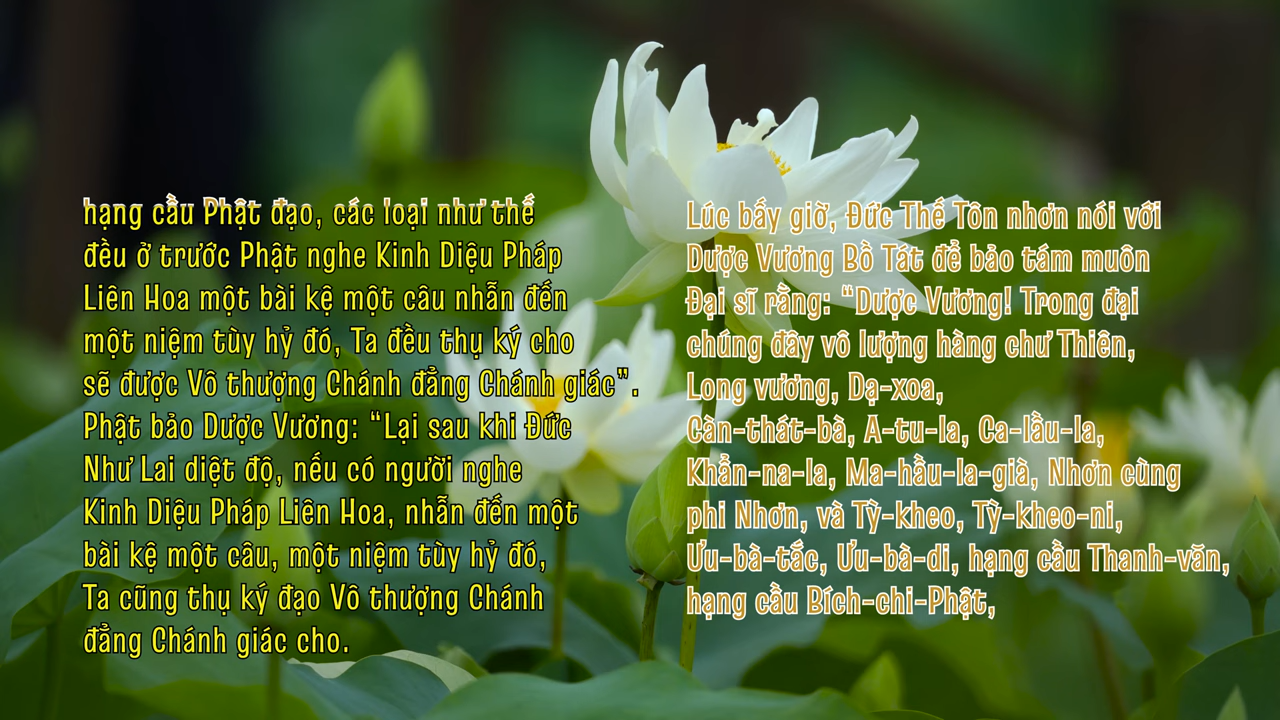 hạng cầu Phật đạo, các loại như thế
đều ở trước Phật nghe Kinh Diệu Pháp
Liên Hoa một bài kệ một câu nhẫn đến
một niệm tùy hỷ đó, Ta đều thụ ký cho
sẽ được Vô thượng Chánh đẳng Chánh giác”.
Phật bảo Dược Vương: “Lại sau khi Đức
Như Lai diệt độ, nếu có người nghe
Kinh Diệu Pháp Liên Hoa, nhẫn đến một
bài kệ một câu, một niệm tùy hỷ đó,
Ta cũng thụ ký đạo Vô thượng Chánh
đẳng Chánh giác cho.
Lúc bấy giờ, Đức Thế Tôn nhơn nói với
Dược Vương Bồ Tát để bảo tám muôn
Đại sĩ rằng: “Dược Vương! Trong đại
chúng đây vô lượng hàng chư Thiên,
Long vương, Dạ-xoa,
Càn-thát-bà, A-tu-la, Ca-lầu-la,
Khẩn-na-la, Ma-hầu-la-già, Nhơn cùng
phi Nhơn, và Tỳ-kheo, Tỳ-kheo-ni,
Ưu-bà-tắc, Ưu-bà-di, hạng cầu Thanh-văn,
hạng cầu Bích-chi-Phật,